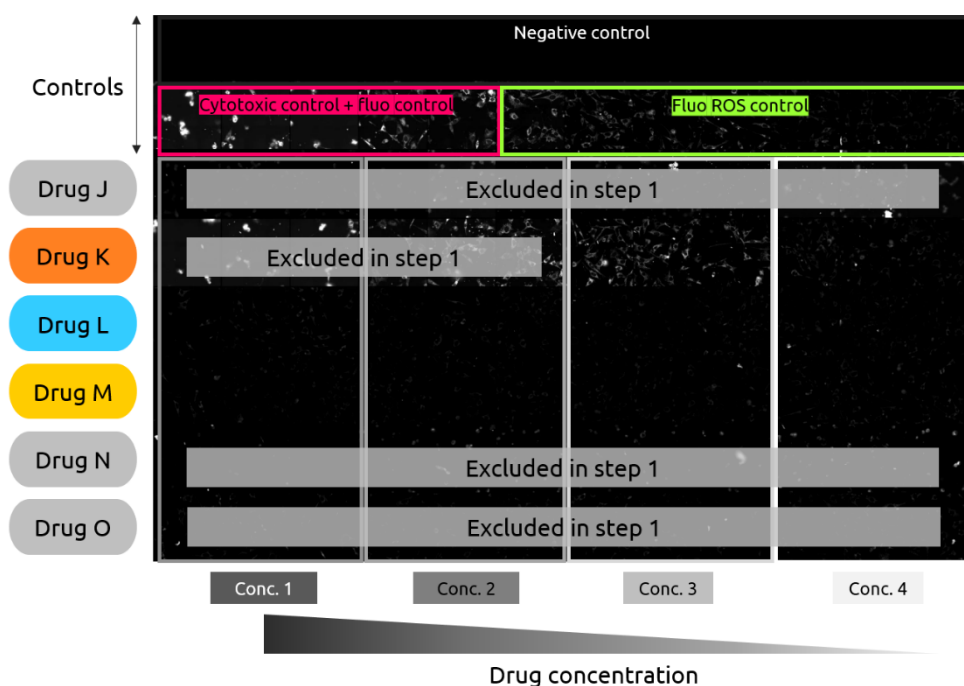 Negative control
Controls
Cytotoxic control + fluo control
Fluo ROS control
Drug J
Excluded in step 1
Drug K
Excluded in step 1
Drug L
Drug M
Drug N
Excluded in step 1
Drug O
Excluded in step 1
Conc. 1
Conc. 2
Conc. 3
Conc. 4
Drug concentration